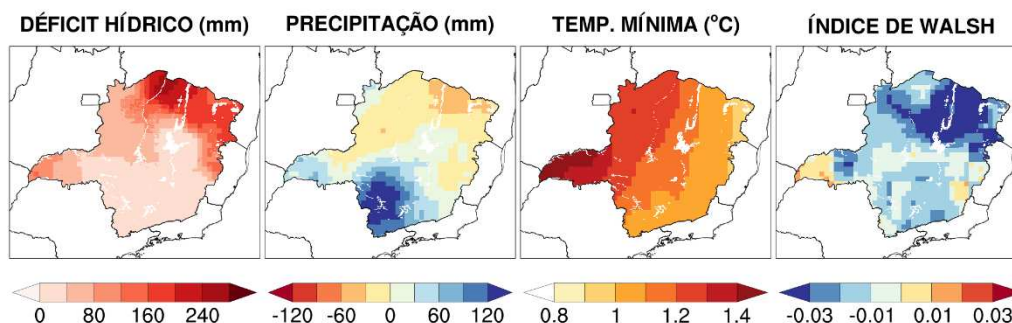 DÉFICIT HÍDRICO (mm) PRECIPITAÇÃO (mm) TEMP. MÍNIMA (°C) ÍNDICE DE WALSH
0 80 160 240 -120 -60 0 60 120 0.8 1 1.2 1.4 -0.03 -0.01 0.01 0.03